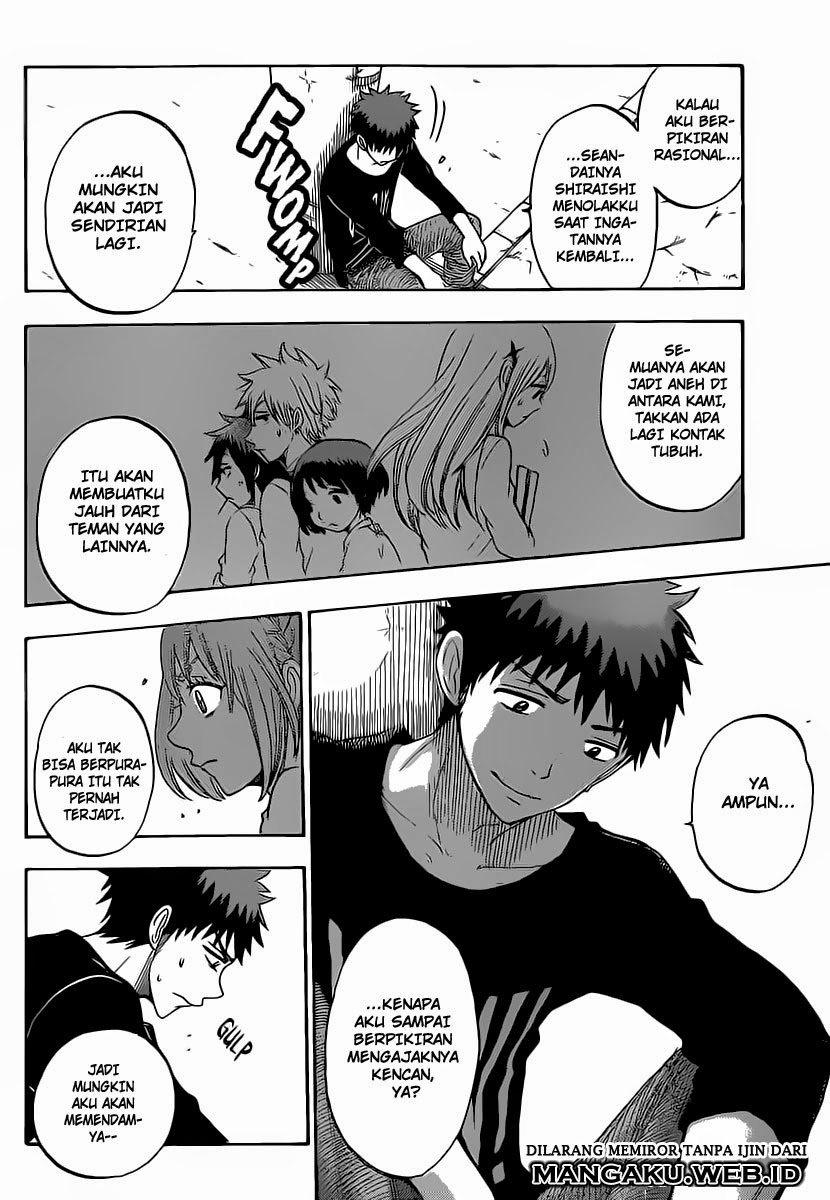 KALAU
AKU BER-
PIKIRAN
RASIONAL...
...SEAN-
DAINYA
SHIRAISHI
MENOLAKKU
SAAT INGA-
TANNYA
KEMBALI...
FWOMP
...AKU
MUNGKIN
AKAN JADI
SENDIRIAN
LAGI.
SE-
MUANYA AKAN
JADI ANEH DI
ANTARA KAMI,
TAKKAN ADA
LAGI KONTAK
TUBUH.
ITU AKAN
MEMBUATKU
JAUH DARI
TEMAN YANG
LAINNYA.
YA
AMPUN...
...KENAPA
AKU SAMPAI
BERPIKIRAN
MENGAJAKNYA
KENCAN,
YA?
AKU TAK
BISA BERPURA-
PURA ITU TAK
PERNAH
TERJADI.
GULP
JADI
MUNGKIN
AKU AKAN
MEMENDAM-
YA--
DILARANG MEMIROR TANPA IJIN DARI
MANGAKU.WEB.ID